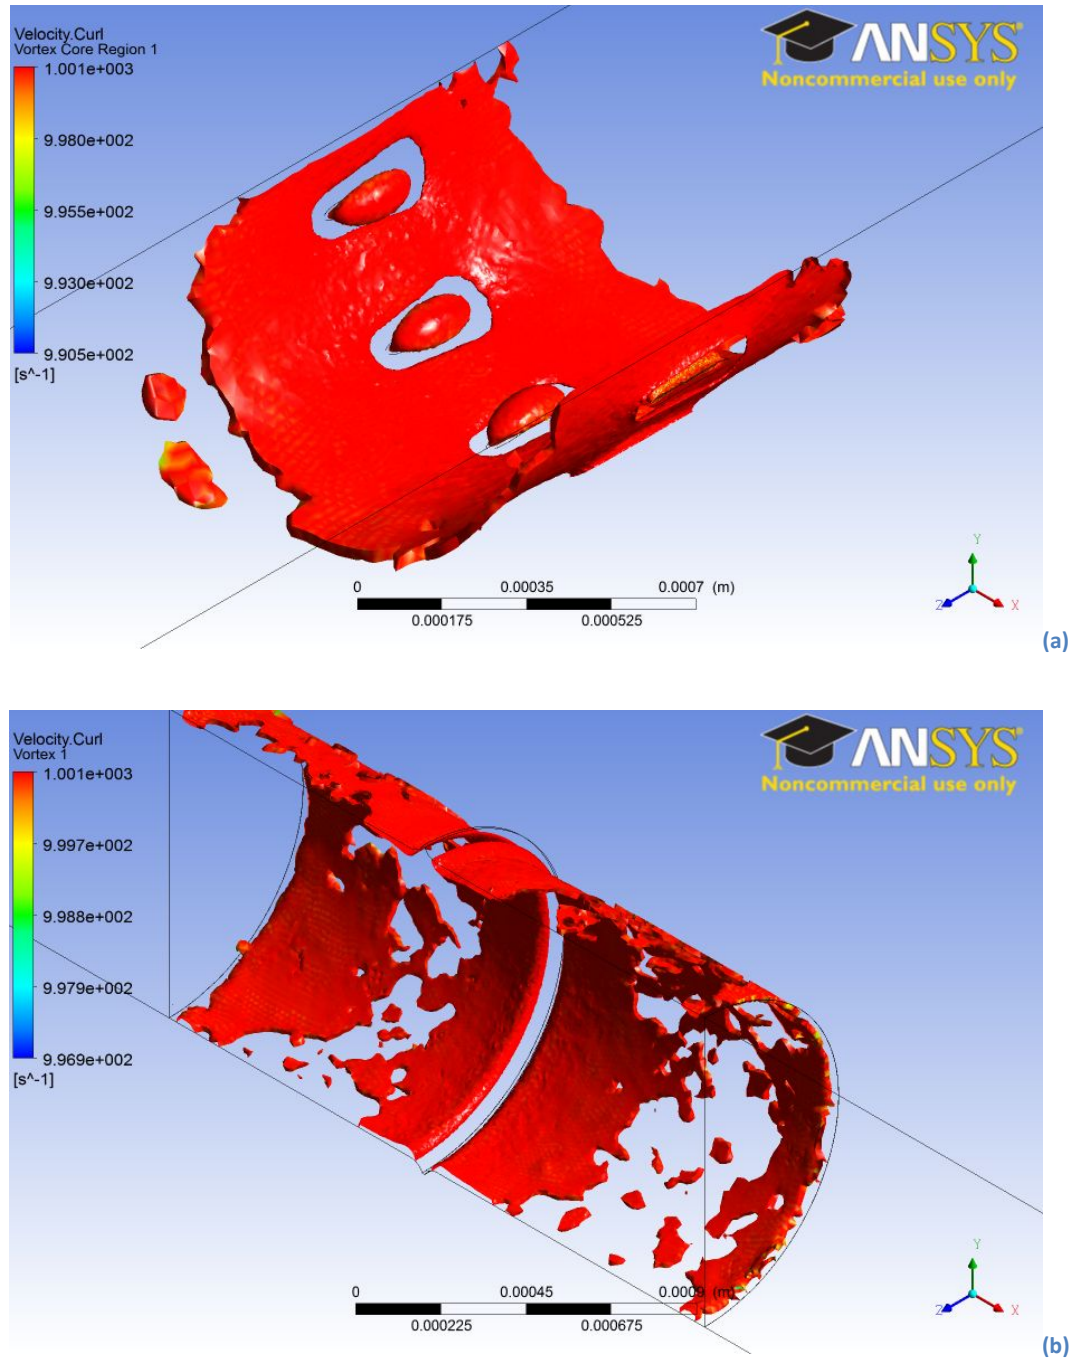 Velocity.Curl
Vortex Core Region 1
1.001e+003
9.980e+002
9.955e+002
9.930e+002
9.905e+002
[s^-1]
ANSYS
Noncommercial use only
0 0.00035 0.0007 (m)
0.000175 0.000525
Y
Z X
(a)
Velocity.Curl
Vortex 1
1.001e+003
9.997e+002
9.988e+002
9.979e+002
9.969e+002
[s^-1]
ANSYS
Noncommercial use only
0 0.00045 0.0009 (m)
0.000225 0.000675
Y
Z X
(b)